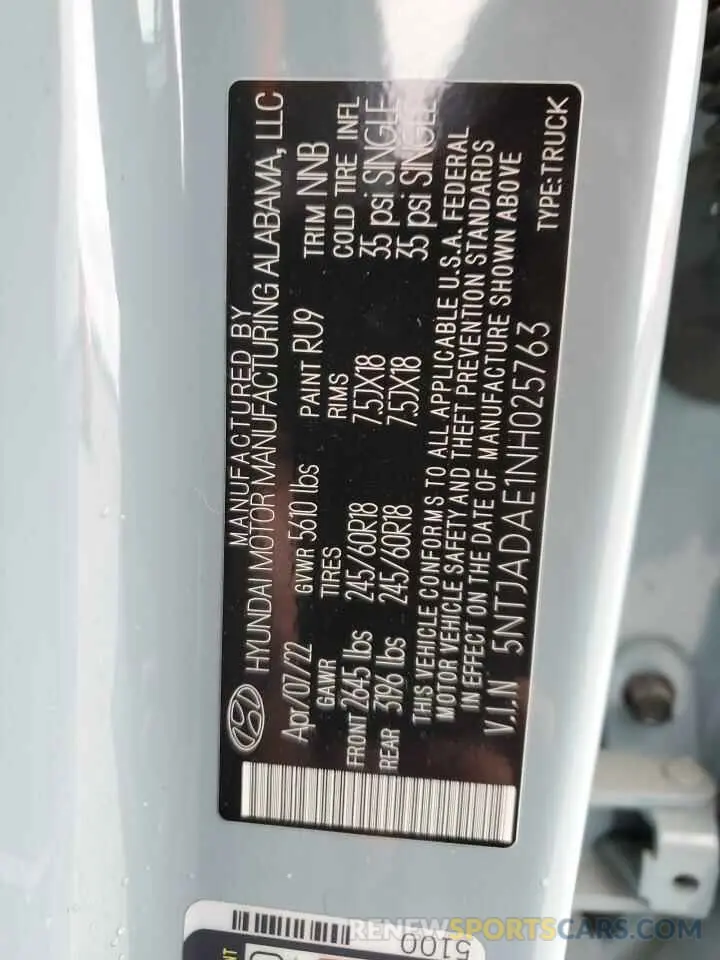 MANUFACTURED BY
HYUNDAI MOTOR MANUFACTURING ALABAMA, LLC
Apr/07/22 GVWR 5610 lbs PAINT RU9 TRIM NNB
GAWR TIRES RIMS COLD TIRE INFL
FRONT 2645 lbs 245/60R18 7.5JX18 35 psi SINGLE
REAR 3196 lbs 245/60R18 7.5JX18 35 psi SINGLE
THIS VEHICLE CONFORMS TO ALL APPLICABLE U.S.A. FEDERAL
MOTOR VEHICLE SAFETY AND THEFT PREVENTION STANDARDS
IN EFFECT ON THE DATE OF MANUFACTURE SHOWN ABOVE
V.I.N 5NTJADAE1NH025763 TYPE: TRUCK
5100
RENEWSPORTSCARS.COM